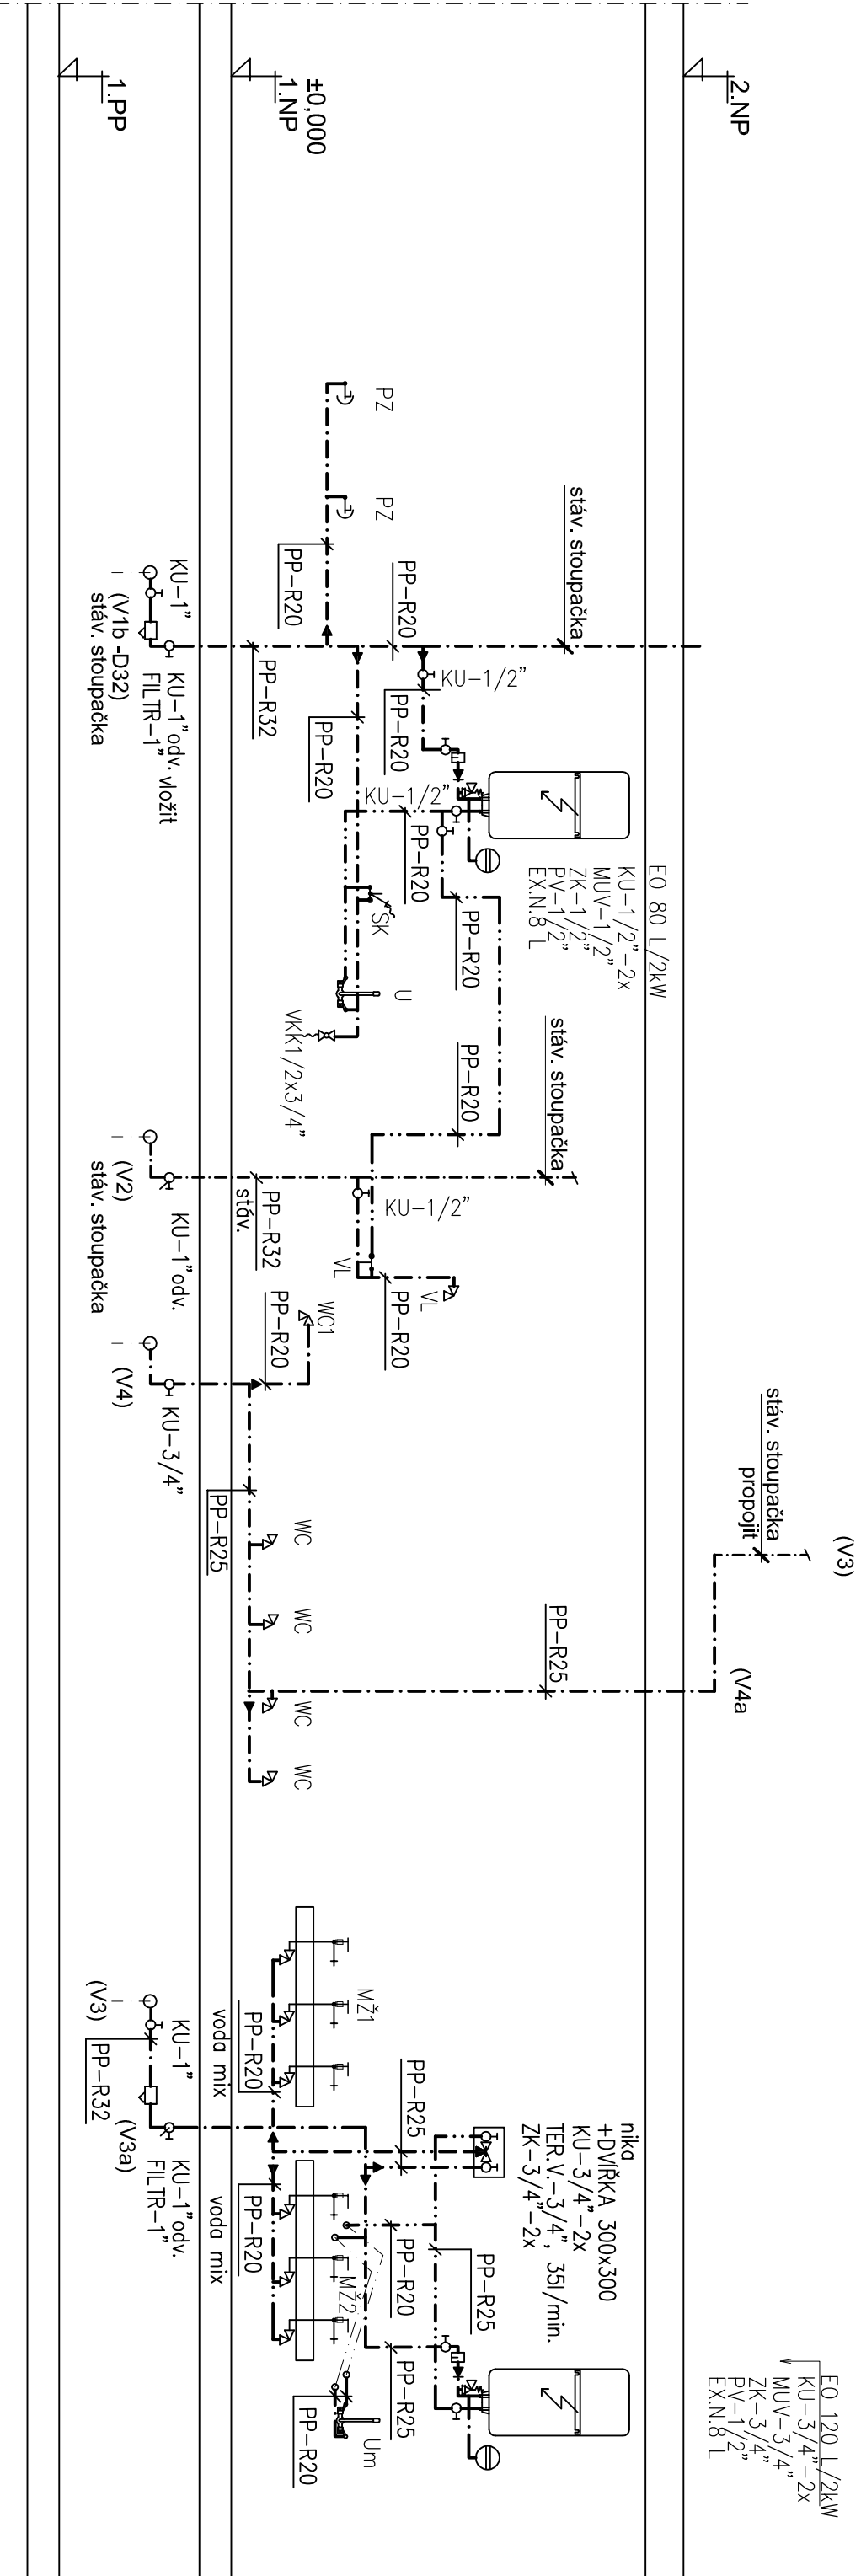 2.NP
±0,000
1.NP
1.PP
stáv. stoupačka
PZ
PZ
PP-R20
PP-R20
KU-1/2"
PP-R20
PP-R20
PP-R32
KU-1"
KU-1" odv. vložit
FILTR-1"
(V1b -D32)
stáv. stoupačka
KU-1/2"
PP-R20
EO 80 L/2kW
KU-1/2"-2x
MUV-1/2"
ZK-1/2"
PV-1/2"
EX.N.8 L
PP-R20
SK
U
VKK1/2x3/4"
PP-R20
stáv. stoupačka
KU-1/2"
PP-R32
stáv.
KU-1" odv.
(V2)
stáv. stoupačka
VL
VL
PP-R20
WC1
PP-R20
KU-3/4"
(V4)
PP-R25
WC
WC
WC
WC
(V3)
stáv. stoupačka
propojit
PP-R25
(V4a)
MŽ1
PP-R20
voda mix
KU-1"
(V3)
PP-R32
(V3a)
KU-1" odv.
FILTR-1"
PP-R25
PP-R20
voda mix
nika
+DVÍŘKA 300x300
KU-3/4"-2x
TER.V.-3/4", 35l/min.
ZK-3/4"-2x
PP-R20
PP-R25
MŽ2
PP-R25
PP-R20
Um
EO 120 L/2kW
KU-3/4"-2x
MUV-3/4"
ZK-3/4"
PV-1/2"
EX.N.8 L